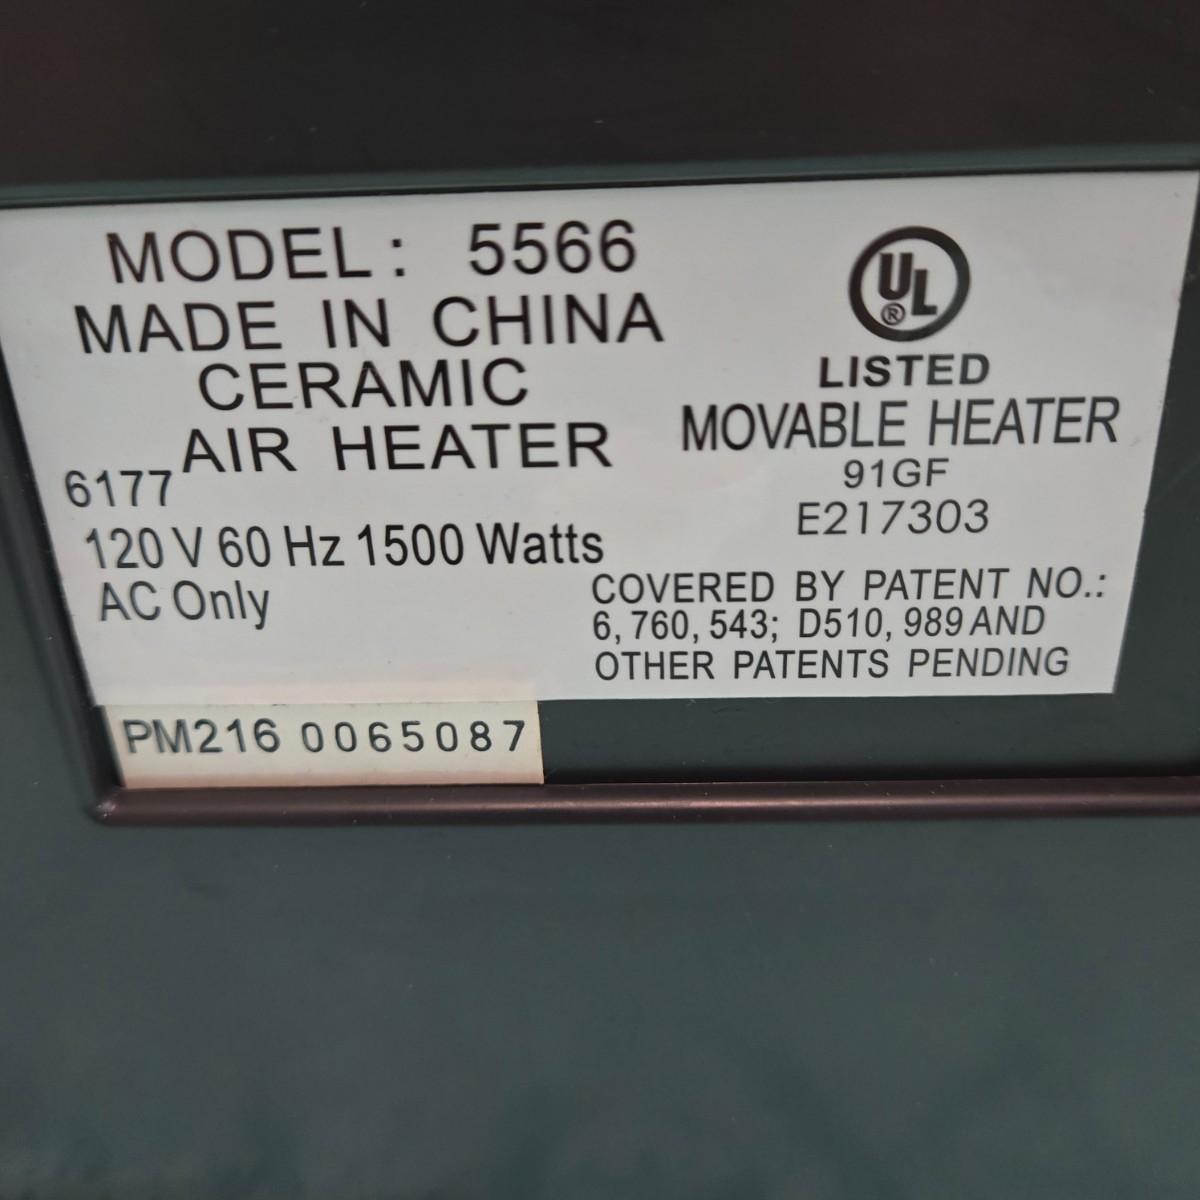 MODEL: 5566
MADE IN CHINA
CERAMIC
AIR HEATER
6177
120 V 60 Hz 1500 Watts
AC Only
UL
®
LISTED
MOVABLE HEATER
91GF
E217303
COVERED BY PATENT NO.:
6,760,543; D510,989 AND
OTHER PATENTS PENDING
PM216 0065087